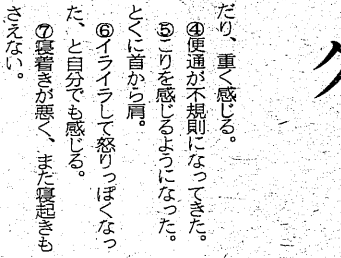 だり、重く感じる。
④便通が不規則になってきた。
⑤こりを感じるようになった。
とくに首から肩。
⑥イライラして怒りっぽくなっ
た、と自分でも感じる。
⑦寝着きが悪く、また寝起きも
さえない。